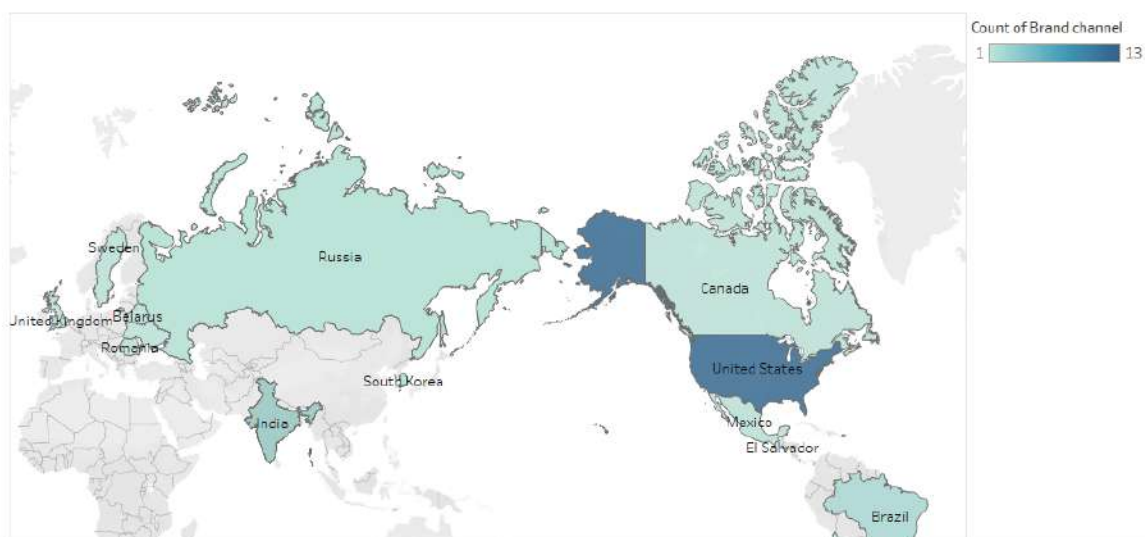 Count of Brand channel
1 13
Sweden
Russia
Canada
United Kingdom
Belarus
Romania
United States
South Korea
India
Mexico
El Salvador
Brazil